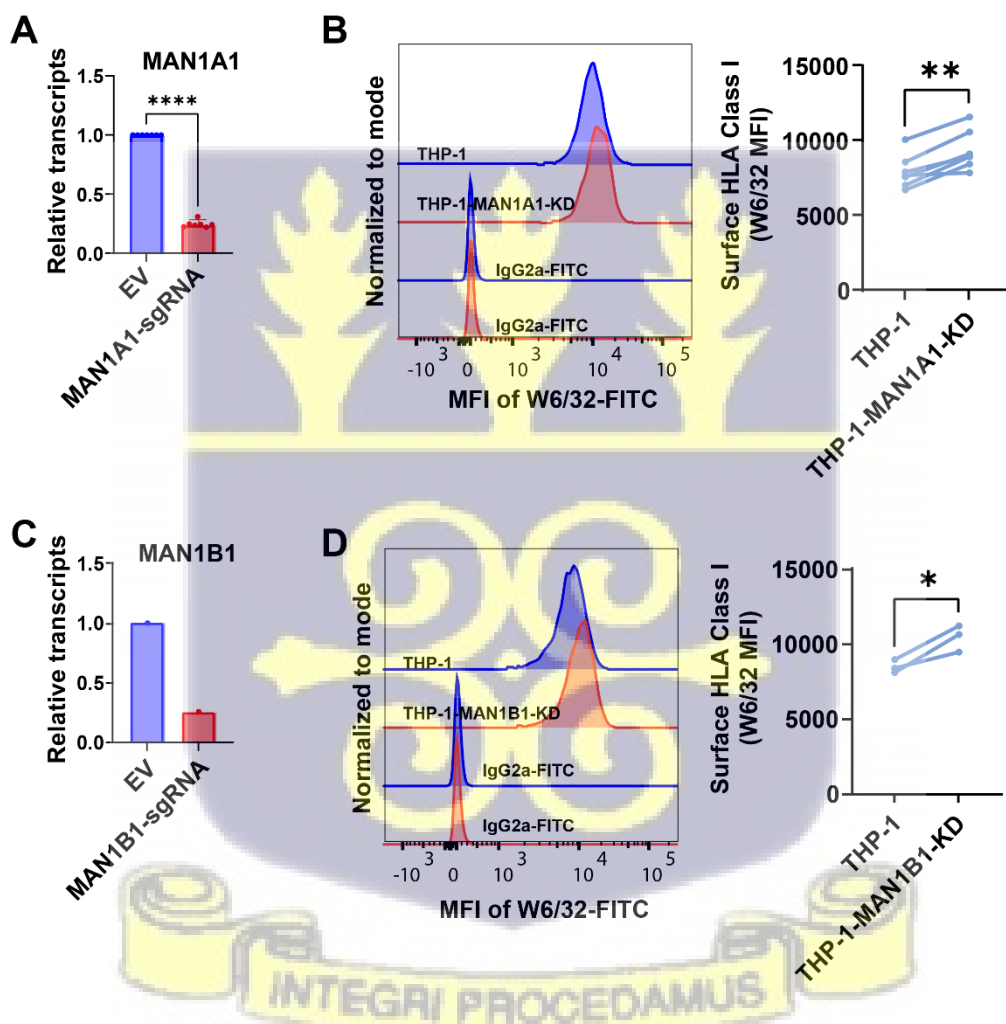 A
MAN1A1
Relative transcripts
1.5
1.0
0.5
0.0
****
EV
MAN1A1-sgRNA
B
Normalized to mode
THP-1
THP-1-MAN1A1-KD
IgG2a-FITC
IgG2a-FITC
-10 3 0 10 3 10 4 10 5
MFI of W6/32-FITC
Surface HLA Class I
(W6/32 MFI)
15000
10000
5000
0
**
THP-1
THP-1-MAN1A1-KD
C
MAN1B1
Relative transcripts
1.5
1.0
0.5
0.0
EV
MAN1B1-sgRNA
D
Normalized to mode
THP-1
THP-1-MAN1B1-KD
IgG2a-FITC
IgG2a-FITC
-10 3 0 10 3 10 4 10 5
MFI of W6/32-FITC
Surface HLA Class I
(W6/32 MFI)
15000
10000
5000
0
*
THP-1
THP-1-MAN1B1-KD
INTEGRI PROCEDAMUS